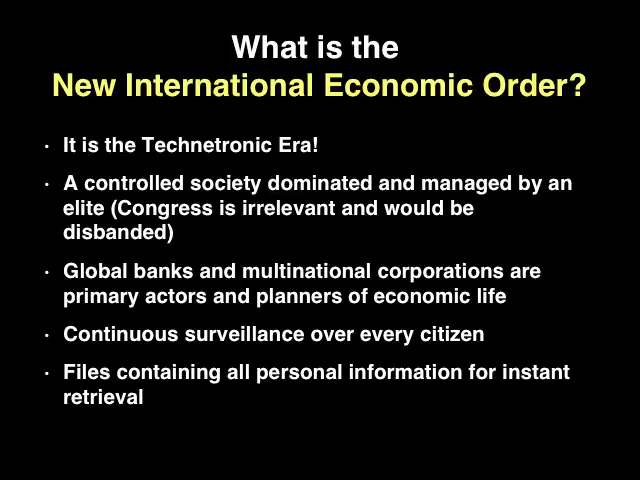 What is the
New International Economic Order?
· It is the Technetronic Era!
· A controlled society dominated and managed by an
elite (Congress is irrelevant and would be
disbanded)
· Global banks and multinational corporations are
primary actors and planners of economic life
· Continuous surveillance over every citizen
· Files containing all personal information for instant
retrieval